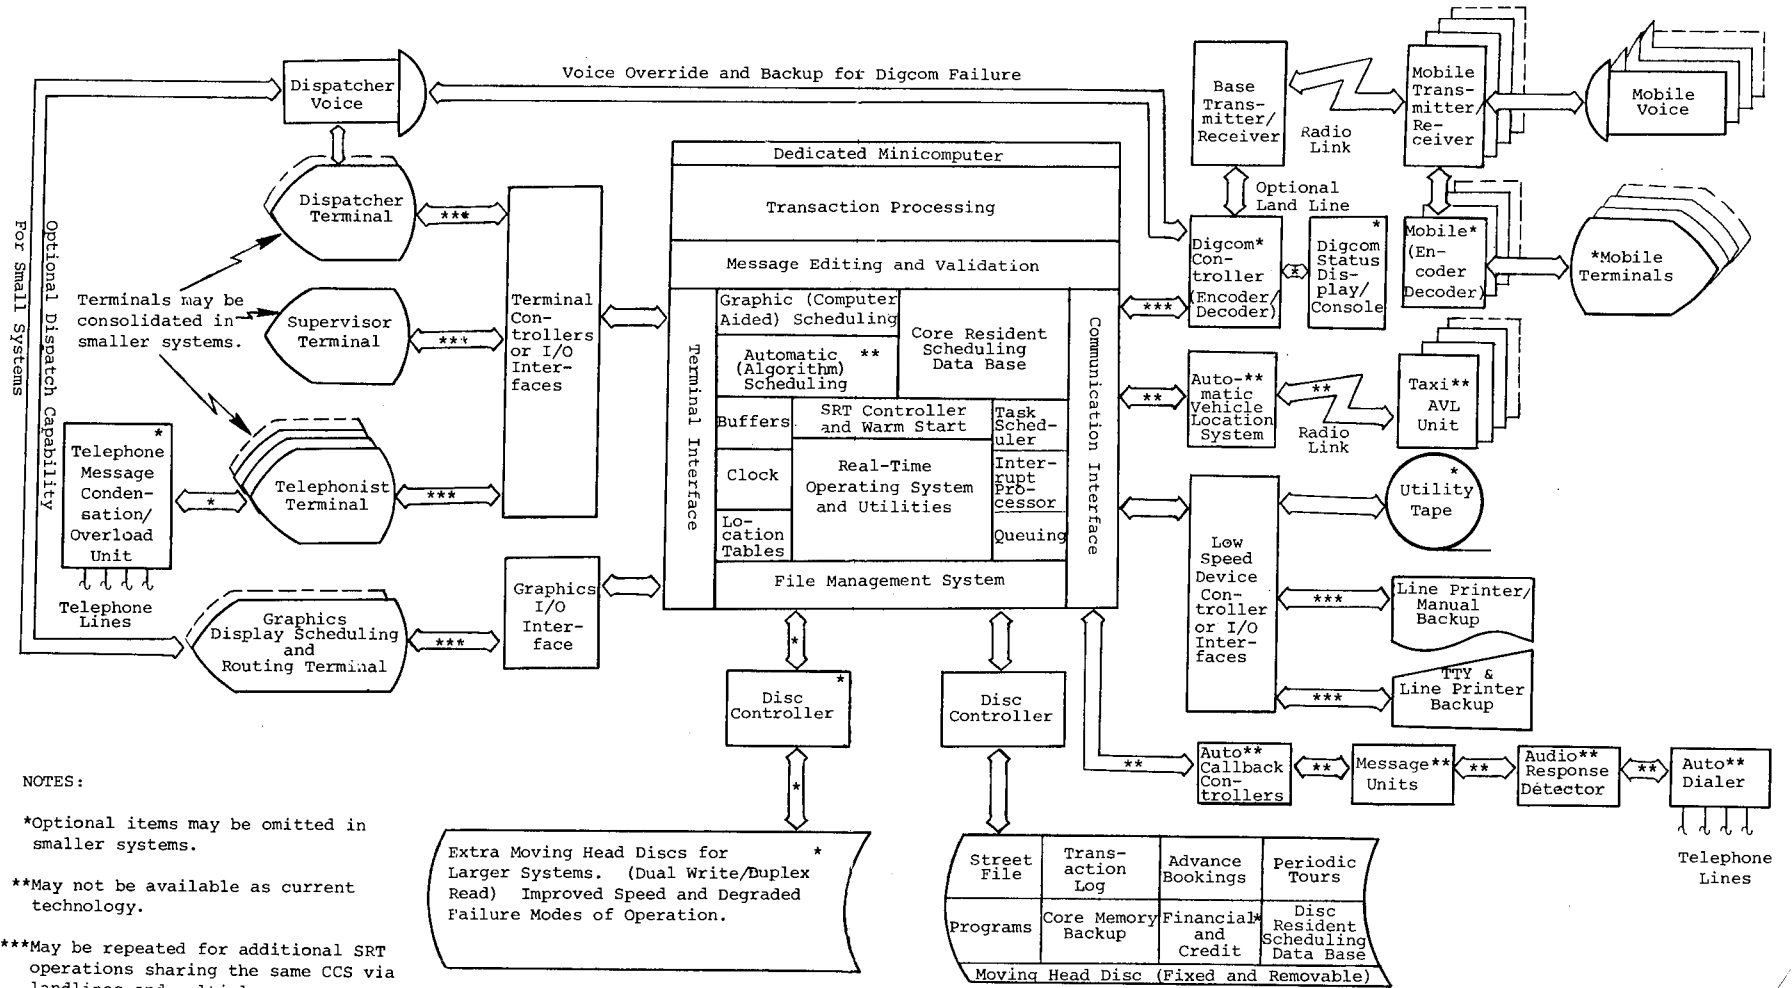 Dispatcher
Voice
Voice Override and Backup for Digcom Failure
Base
Trans-
mitter/
Receiver
Radio
Link
Mobile
Trans-
mitter/
Re-
ceiver
Mobile
Voice
Dispatcher
Terminal
***
Terminal
Con-
trollers
or I/O
Inter-
faces
Dedicated Minicomputer
Transaction Processing
Message Editing and Validation
Graphic (Computer
Aided) Scheduling
Automatic **
(Algorithm)
Scheduling
Core Resident
Scheduling
Data Base
Terminal Interface
Communication Interface
Buffers
SRT Controller
and Warm Start
Task
Sched-
uler
Clock
Real-Time
Operating System
and Utilities
Inter-
rupt
Pro-
cessor
Lo-
cation
Tables
Queuing
File Management System
Optional
Land Line
Digcom*
Con-
troller
(Encoder/
Decoder)
*
*
Digcom
Status
Dis-
play/
Console
Mobile*
(En-
coder
Decoder)
*Mobile
Terminals
***
Optional Dispatch Capability
For Small Systems
Terminals may be
consolidated in
smaller systems.
Supervisor
Terminal
***
**
Auto-**
matic
Vehicle
Location
System
**
Radio
Link
Taxi**
AVL
Unit
*
Telephone
Message
Conden-
sation/
Overload
Unit
Telephone
Lines
*
Telephonist
Terminal
***
Low
Speed
Device
Con-
troller
or I/O
Inter-
faces
*
Utility
Tape
***
Line Printer/
Manual
Backup
***
TTY &
Line Printer
Backup
Graphics
Display Scheduling
and
Routing Terminal
***
Graphics
I/O
Inter-
face
*
*
Disc
Controller
*
Disc
Controller
**
Auto**
Callback
Con-
trollers
**
Message**
Units
**
Audio**
Response
Detector
**
Auto**
Dialer
Telephone
Lines
Extra Moving Head Discs for *
Larger Systems. (Dual Write/Duplex
Read) Improved Speed and Degraded
Failure Modes of Operation.
Street
File
Trans-
action
Log
Advance
Bookings
Periodic
Tours
Programs
Core Memory
Backup
Financial*
and
Credit
Disc
Resident
Scheduling
Data Base
Moving Head Disc (Fixed and Removable)
NOTES:
*Optional items may be omitted in
smaller systems.
**May not be available as current
technology.
***May be repeated for additional SRT
operations sharing the same CCS via